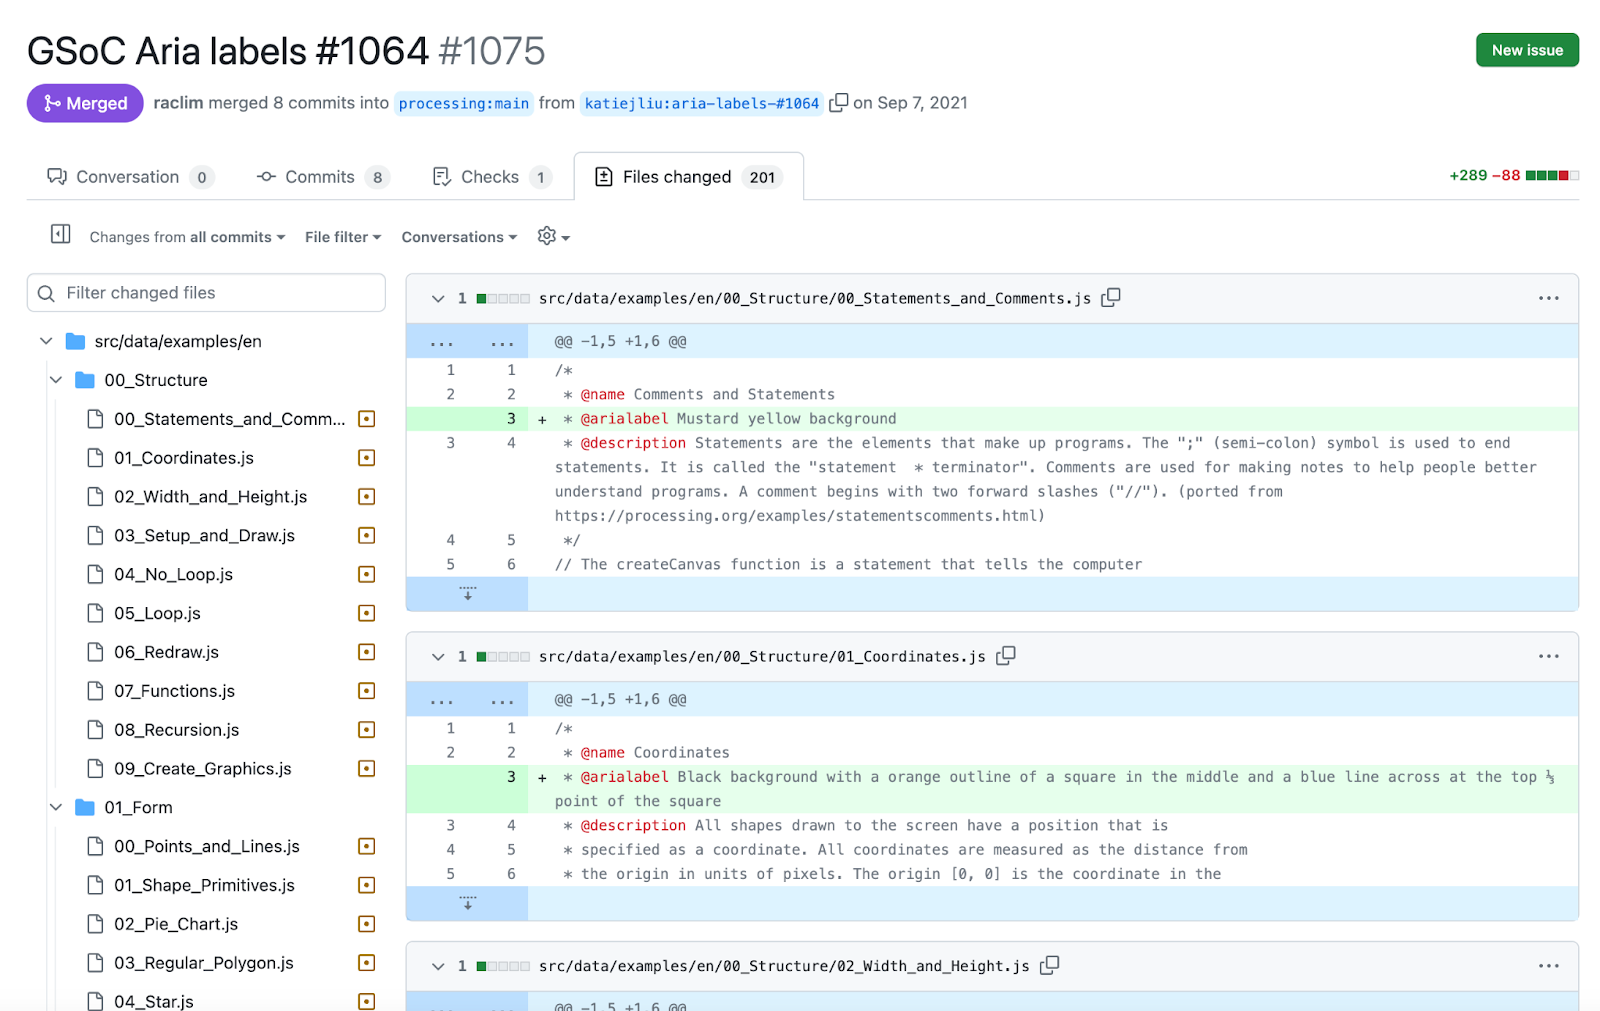 GSoC Aria labels #1064 #1075
New issue
Merged
raclim merged 8 commits into processing:main from katiejliu:aria-labels-#1064 on Sep 7, 2021
Conversation 0
Commits 8
Checks 1
Files changed 201
+289 −88
Changes from all commits
File filter
Conversations
Filter changed files
src/data/examples/en
00_Structure
00_Statements_and_Comm...
01_Coordinates.js
02_Width_and_Height.js
03_Setup_and_Draw.js
04_No_Loop.js
05_Loop.js
06_Redraw.js
07_Functions.js
08_Recursion.js
09_Create_Graphics.js
01_Form
00_Points_and_Lines.js
01_Shape_Primitives.js
02_Pie_Chart.js
03_Regular_Polygon.js
04_Star.js
1 src/data/examples/en/00_Structure/00_Statements_and_Comments.js
... ... @@ -1,5 +1,6 @@
1 1 /*
2 2 * @name Comments and Statements
3 + * @arialabel Mustard yellow background
3 4 * @description Statements are the elements that make up programs. The ";" (semi-colon) symbol is used to end
statements. It is called the "statement  * terminator". Comments are used for making notes to help people better
understand programs. A comment begins with two forward slashes ("//"). (ported from
https://processing.org/examples/statementscomments.html)
4 5 */
5 6 // The createCanvas function is a statement that tells the computer
1 src/data/examples/en/00_Structure/01_Coordinates.js
... ... @@ -1,5 +1,6 @@
1 1 /*
2 2 * @name Coordinates
3 + * @arialabel Black background with a orange outline of a square in the middle and a blue line across at the top ⅓
point of the square
3 4 * @description All shapes drawn to the screen have a position that is
4 5 * specified as a coordinate. All coordinates are measured as the distance from
5 6 * the origin in units of pixels. The origin [0, 0] is the coordinate in the
1 src/data/examples/en/00_Structure/02_Width_and_Height.js
... ... @@ -1,5 +1,6 @@